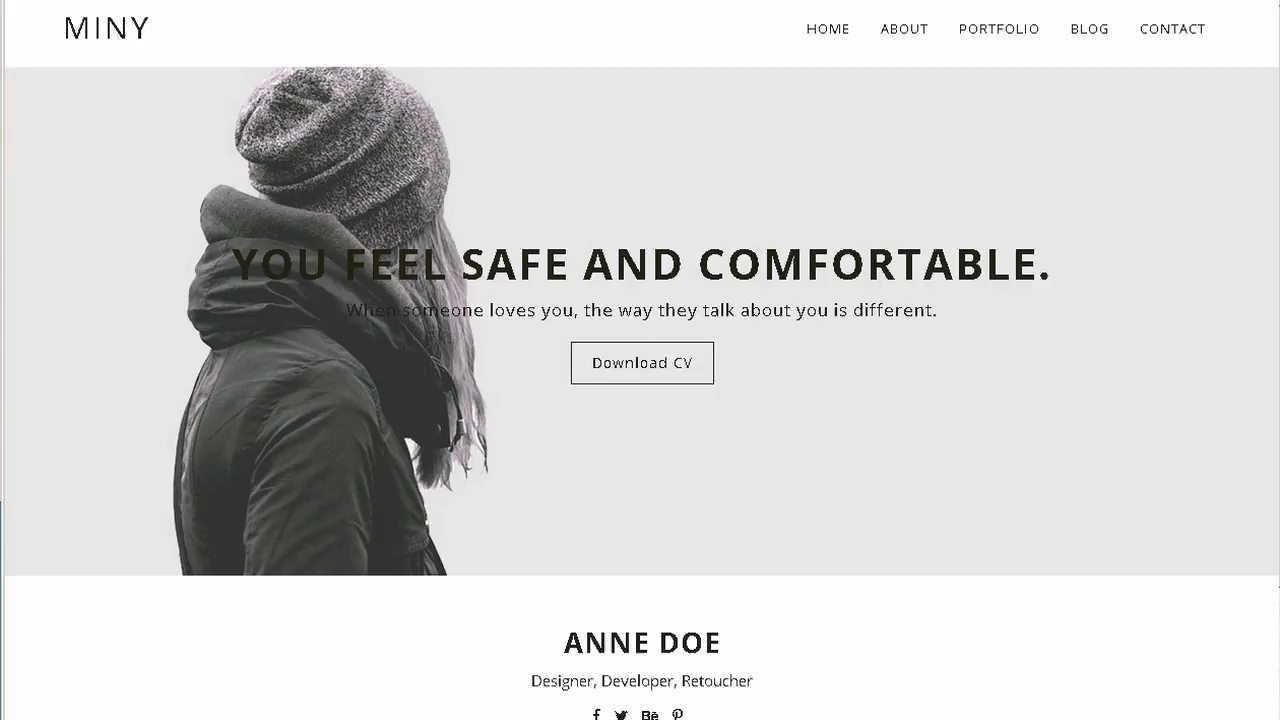 MINY
HOME ABOUT PORTFOLIO BLOG CONTACT
YOU FEEL SAFE AND COMFORTABLE.
When someone loves you, the way they talk about you is different.
Download CV
ANNE DOE
Designer, Developer, Retoucher